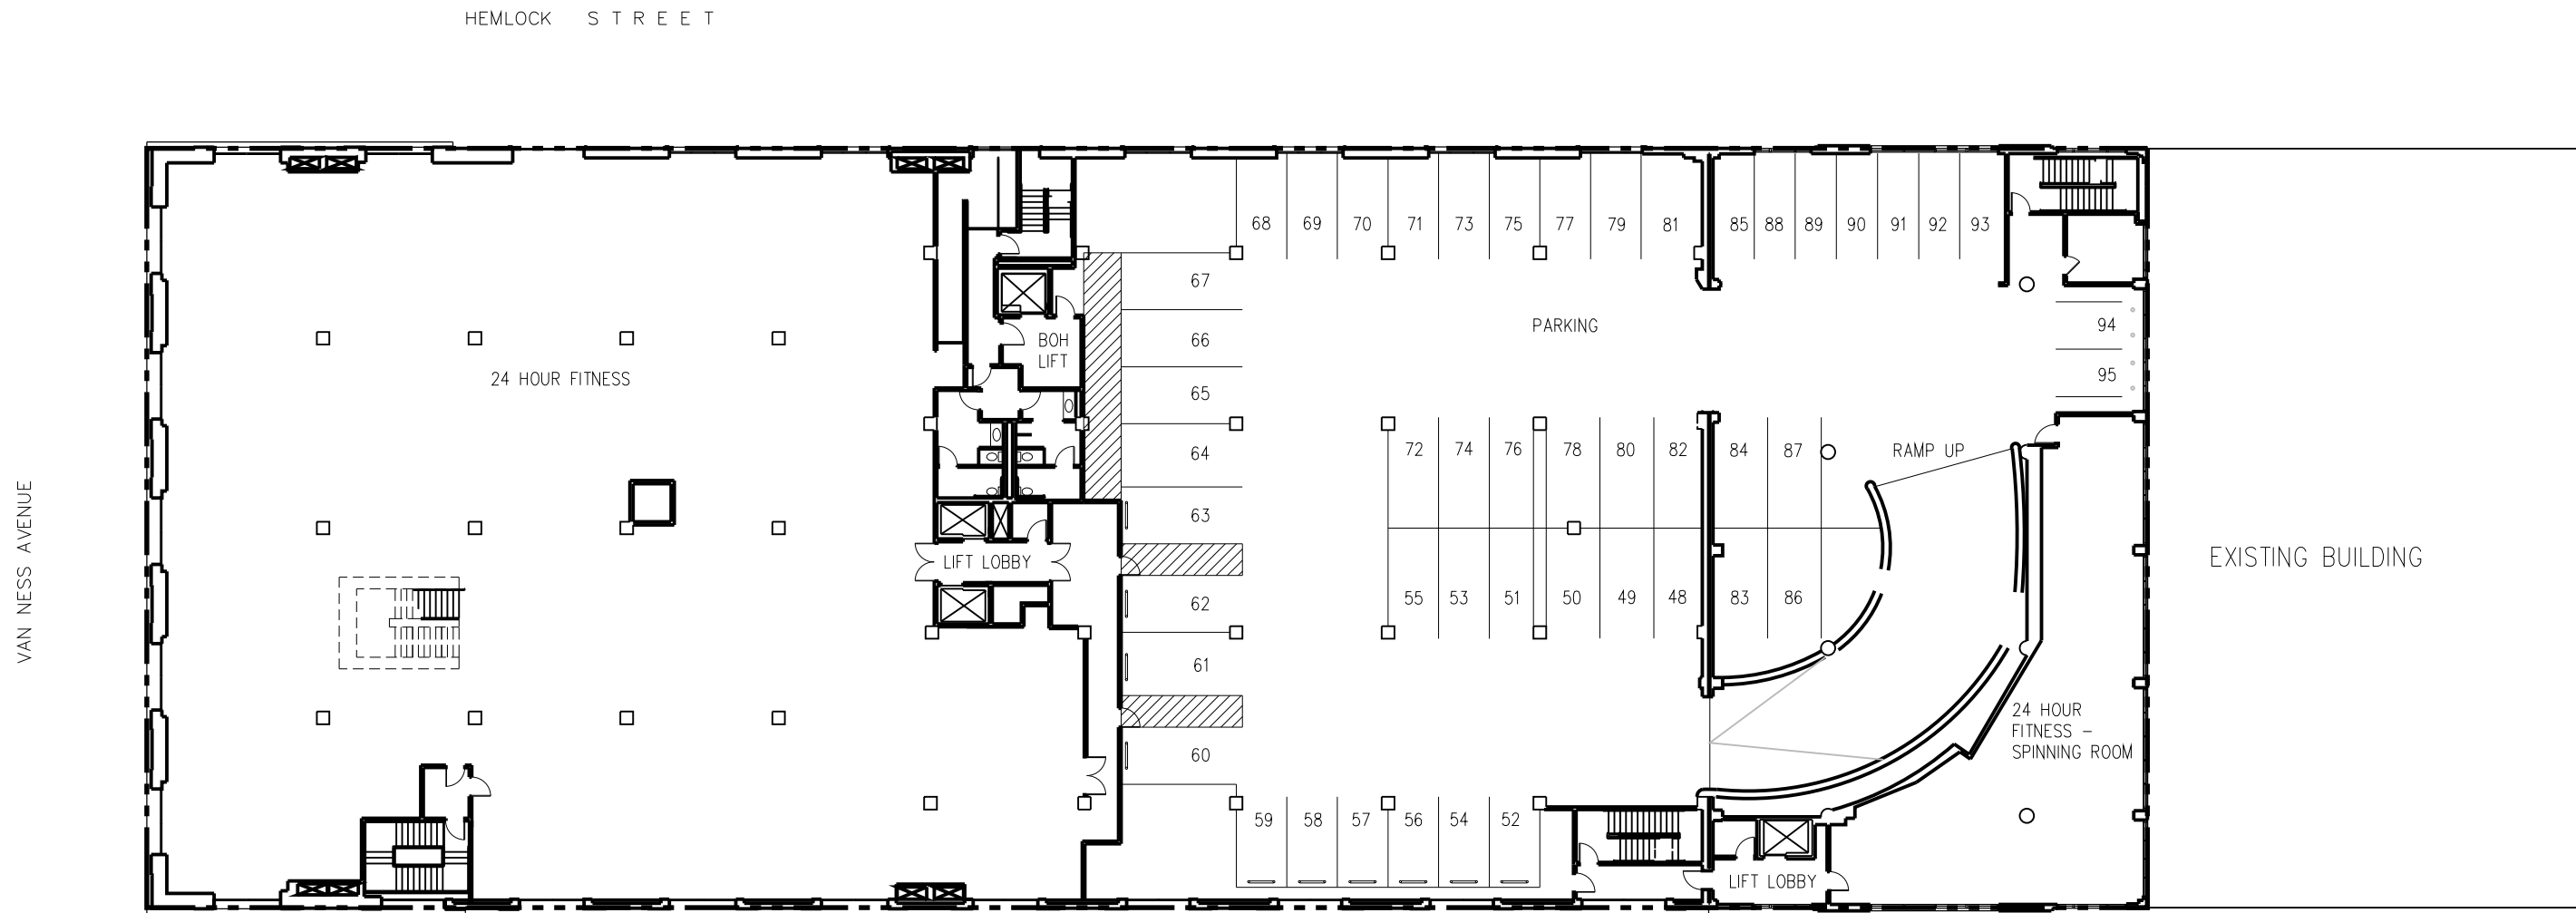 HEMLOCK STREET
68 69 70 71 73 75 77 79 81 85 88 89 90 91 92 93
67
PARKING
94
66
BOH
LIFT
24 HOUR FITNESS
95
65
72 74 76 78 80 82 84 87 RAMP UP
64
63
VAN NESS AVENUE
LIFT LOBBY
EXISTING BUILDING
62
55 53 51 50 49 48 83 86
61
24 HOUR
FITNESS –
SPINNING ROOM
60
59 58 57 56 54 52
LIFT LOBBY